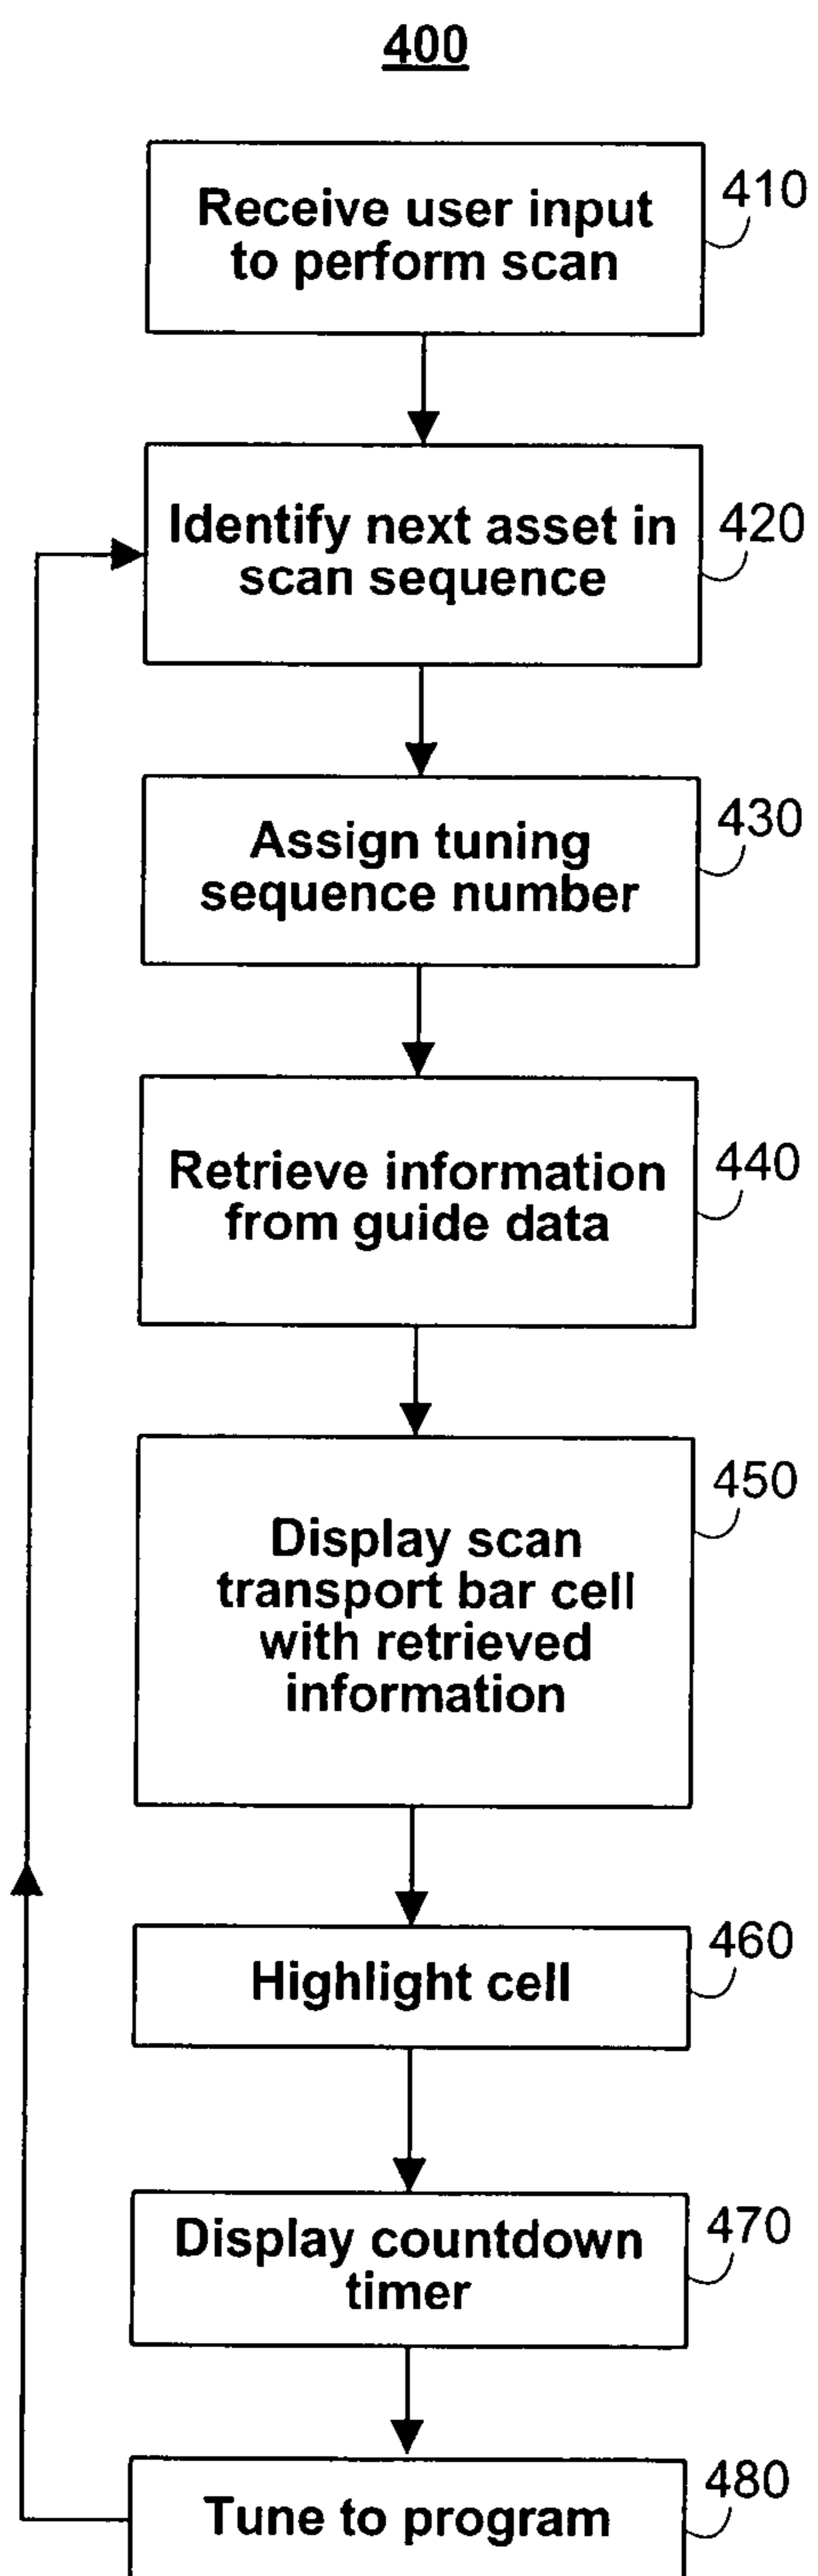 400
Receive user input
to perform scan
410
Identify next asset in
scan sequence
420
Assign tuning
sequence number
430
Retrieve information
from guide data
440
Display scan
transport bar cell
with retrieved
information
450
Highlight cell
460
Display countdown
timer
470
Tune to program
480